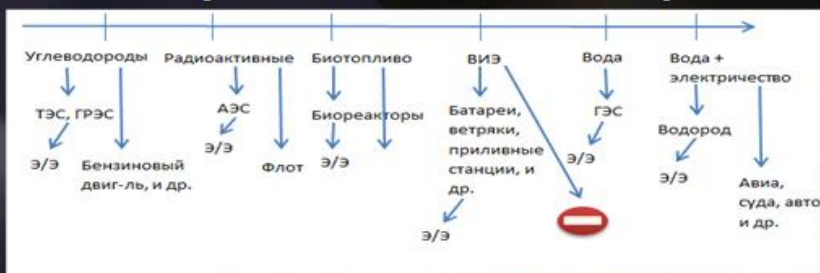 Углеводороды
ТЭС, ГРЭС
Э/Э
Бензиновый
двиг-ль, и др.
Радиоактивные
АЭС
Э/Э
Флот
Биотопливо
Биореакторы
Э/Э
ВИЭ
Батареи,
ветряки,
приливные
станции, и
др.
Э/Э
Вода
ГЭС
Э/Э
Вода +
электричество
Водород
Э/Э
Авиа,
суда, авто
и др.